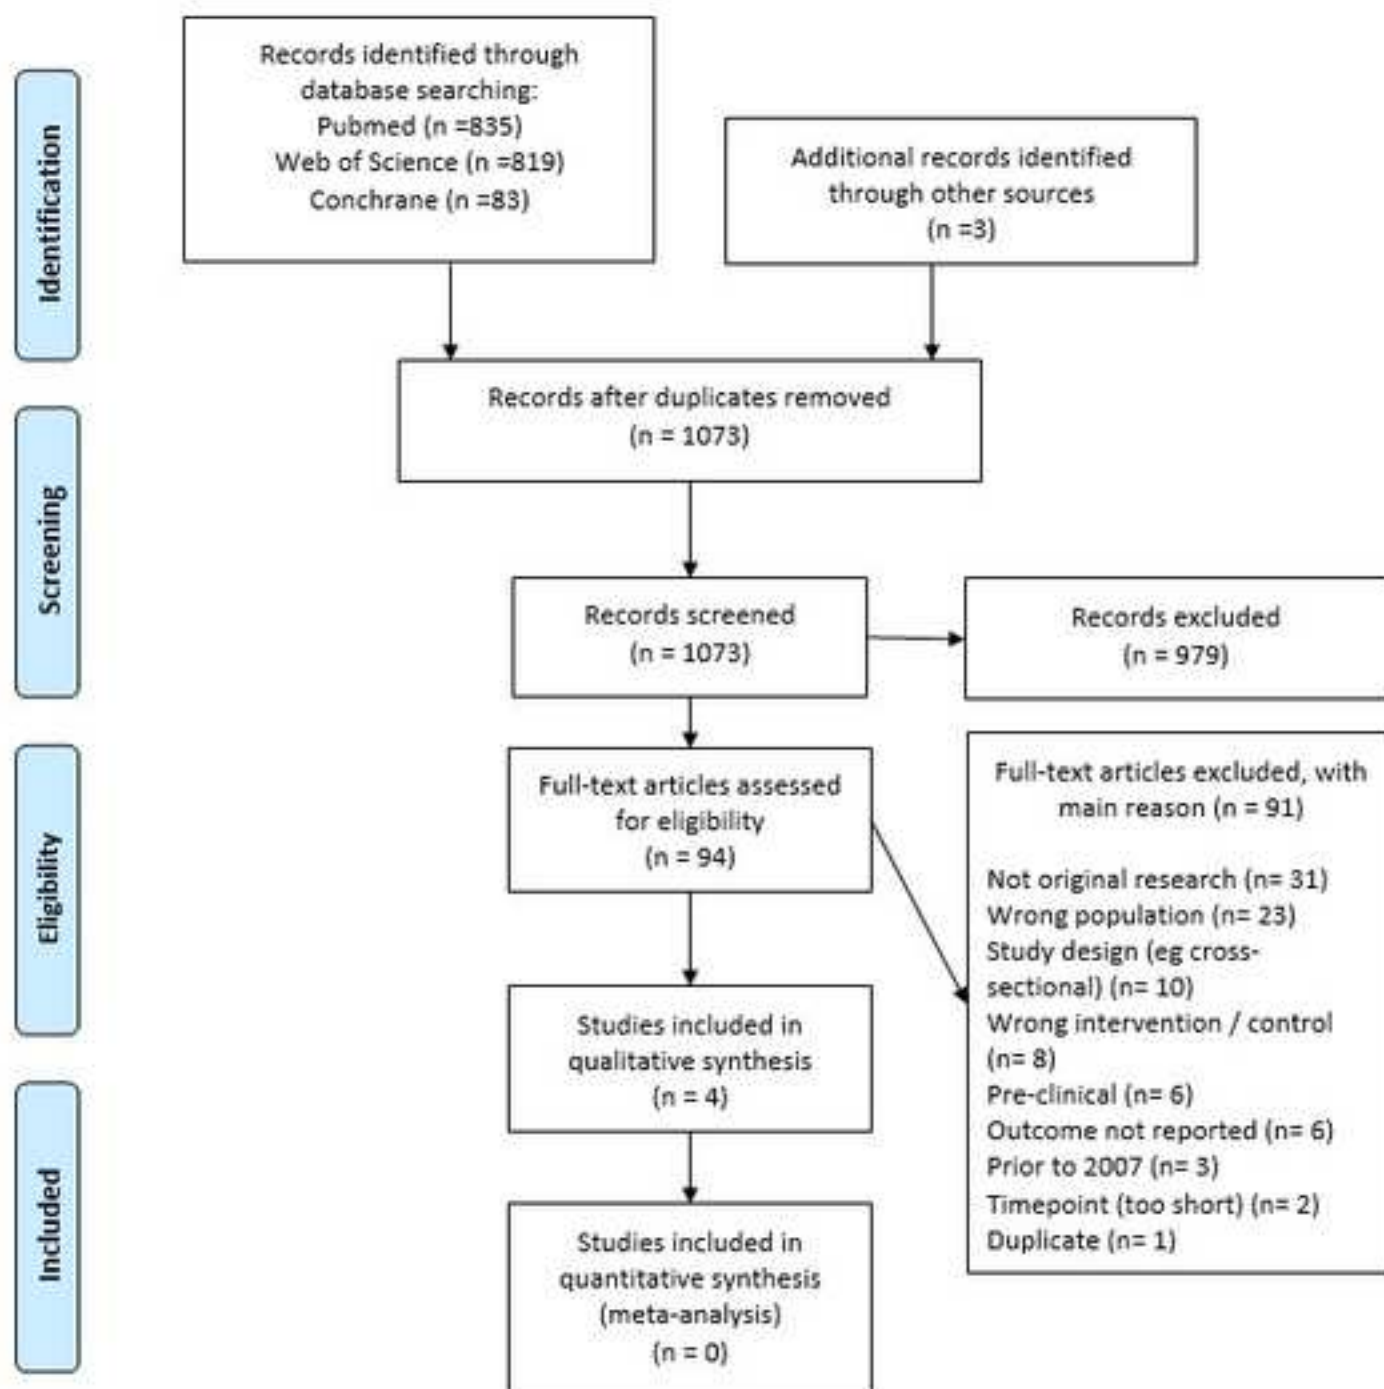 Identification
Records identified through
database searching:
Pubmed (n =835)
Web of Science (n =819)
Conchrane (n =83)
Additional records identified
through other sources
(n =3)
Records after duplicates removed
(n = 1073)
Screening
Records screened
(n = 1073)
Records excluded
(n = 979)
Eligibility
Full-text articles assessed
for eligibility
(n = 94)
Full-text articles excluded, with
main reason (n = 91)
Not original research (n= 31)
Wrong population (n= 23)
Study design (eg cross-
sectional) (n= 10)
Wrong intervention / control
(n= 8)
Pre-clinical (n= 6)
Outcome not reported (n= 6)
Prior to 2007 (n= 3)
Timepoint (too short) (n= 2)
Duplicate (n= 1)
Studies included in
qualitative synthesis
(n = 4)
Included
Studies included in
quantitative synthesis
(meta-analysis)
(n = 0)